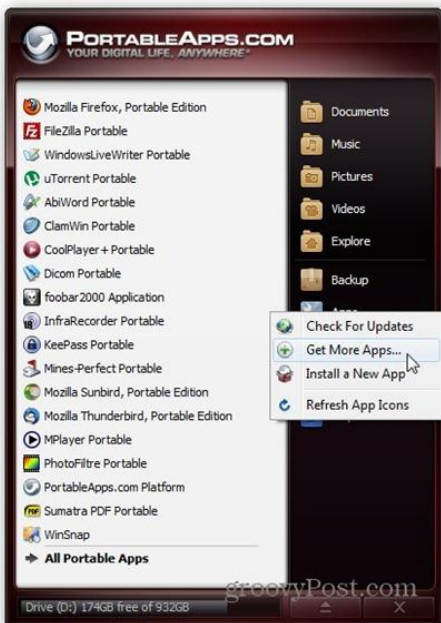 PORTABLEAPPS.COM
YOUR DIGITAL LIFE, ANYWHERE®
Mozilla Firefox, Portable Edition
FileZilla Portable
WindowsLiveWriter Portable
uTorrent Portable
AbiWord Portable
ClamWin Portable
CoolPlayer+ Portable
Dicom Portable
foobar2000 Application
InfraRecorder Portable
KeePass Portable
Mines-Perfect Portable
Mozilla Sunbird, Portable Edition
Mozilla Thunderbird, Portable Edition
MPlayer Portable
PhotoFiltre Portable
PortableApps.com Platform
Sumatra PDF Portable
WinSnap
All Portable Apps
Documents
Music
Pictures
Videos
Explore
Backup
Check For Updates
Get More Apps...
Install a New App
Refresh App Icons
groovyPost.com
Drive (D:) 174GB free of 932GB